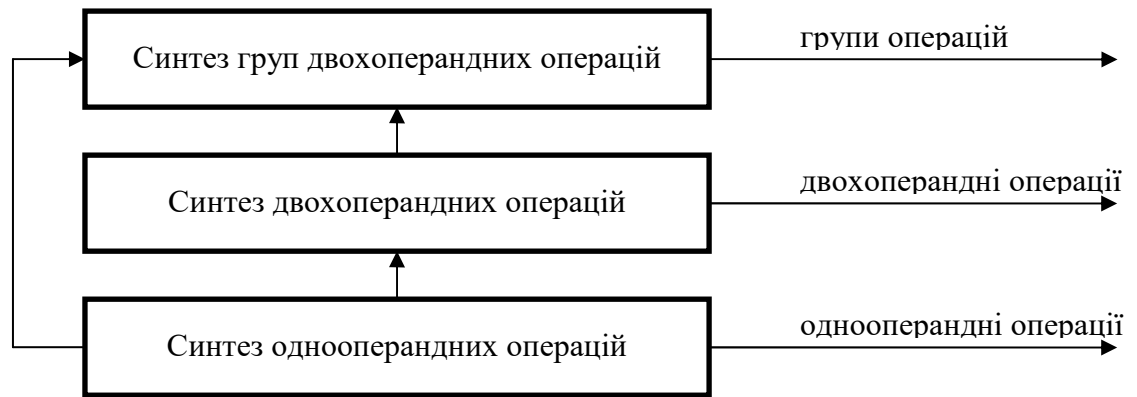 Синтез груп двохоперандних операцій
групи операцій
Синтез двохоперандних операцій
двохоперандні операції
Синтез однооперандних операцій
однооперандні операції